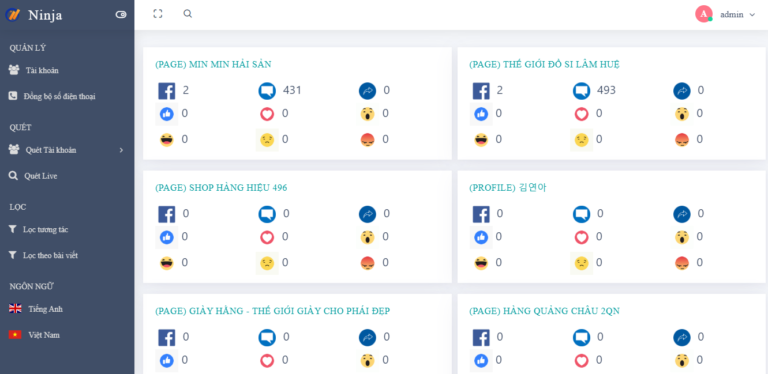 Ninja
admin
QUẢN LÝ
Tài khoản
Đồng bộ số điện thoại
QUÉT
Quét Tài khoản
Quét Live
LỌC
Lọc tương tác
Lọc theo bài viết
NGÔN NGỮ
Tiếng Anh
Việt Nam
(PAGE) MIN MIN HẢI SẢN
2 431 0
0 0 0
0 0 0
(PAGE) THẾ GIỚI ĐỒ SI LÂM HUỆ
2 493 0
0 0 0
0 0 0
(PAGE) SHOP HÀNG HIỆU 496
0 0 0
0 0 0
0 0 0
(PROFILE) 김연아
0 0 0
0 0 0
0 0 0
(PAGE) GIÀY HẰNG - THẾ GIỚI GIÀY CHO PHÁI ĐẸP
0 0 0
0 0 0
(PAGE) HÀNG QUẢNG CHÂU 2QN
0 0 0
0 0 0